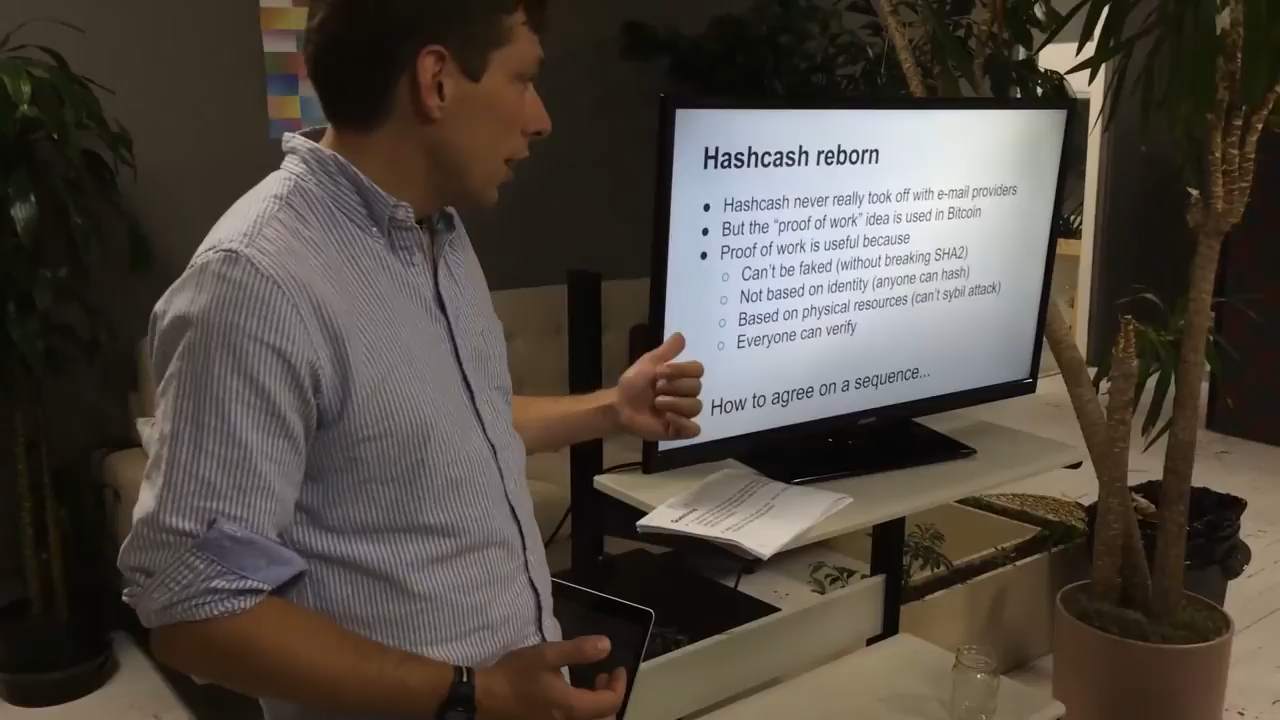 Hashcash reborn
● Hashcash never really took off with e-mail providers
● But the “proof of work” idea is used in Bitcoin
● Proof of work is useful because
○ Can't be faked (without breaking SHA2)
○ Not based on identity (anyone can hash)
○ Based on physical resources (can't sybil attack)
○ Everyone can verify
How to agree on a sequence...
Questions